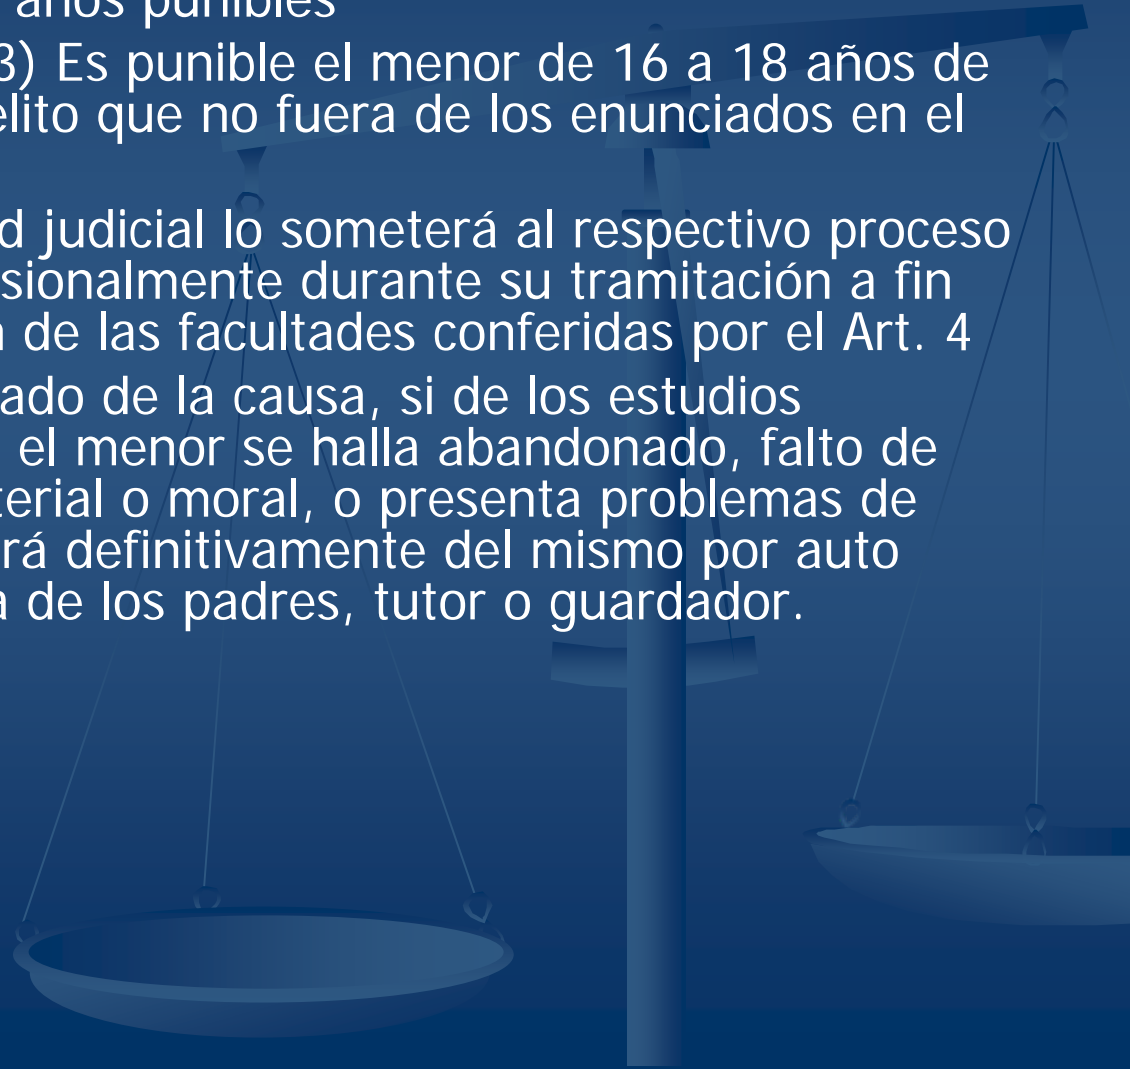 años punibles
3) Es punible el menor de 16 a 18 años de
elito que no fuera de los enunciados en el
d judicial lo someterá al respectivo proceso
sionalmente durante su tramitación a fin
de las facultades conferidas por el Art. 4
ado de la causa, si de los estudios
el menor se halla abandonado, falto de
terial o moral, o presenta problemas de
rá definitivamente del mismo por auto
a de los padres, tutor o guardador.